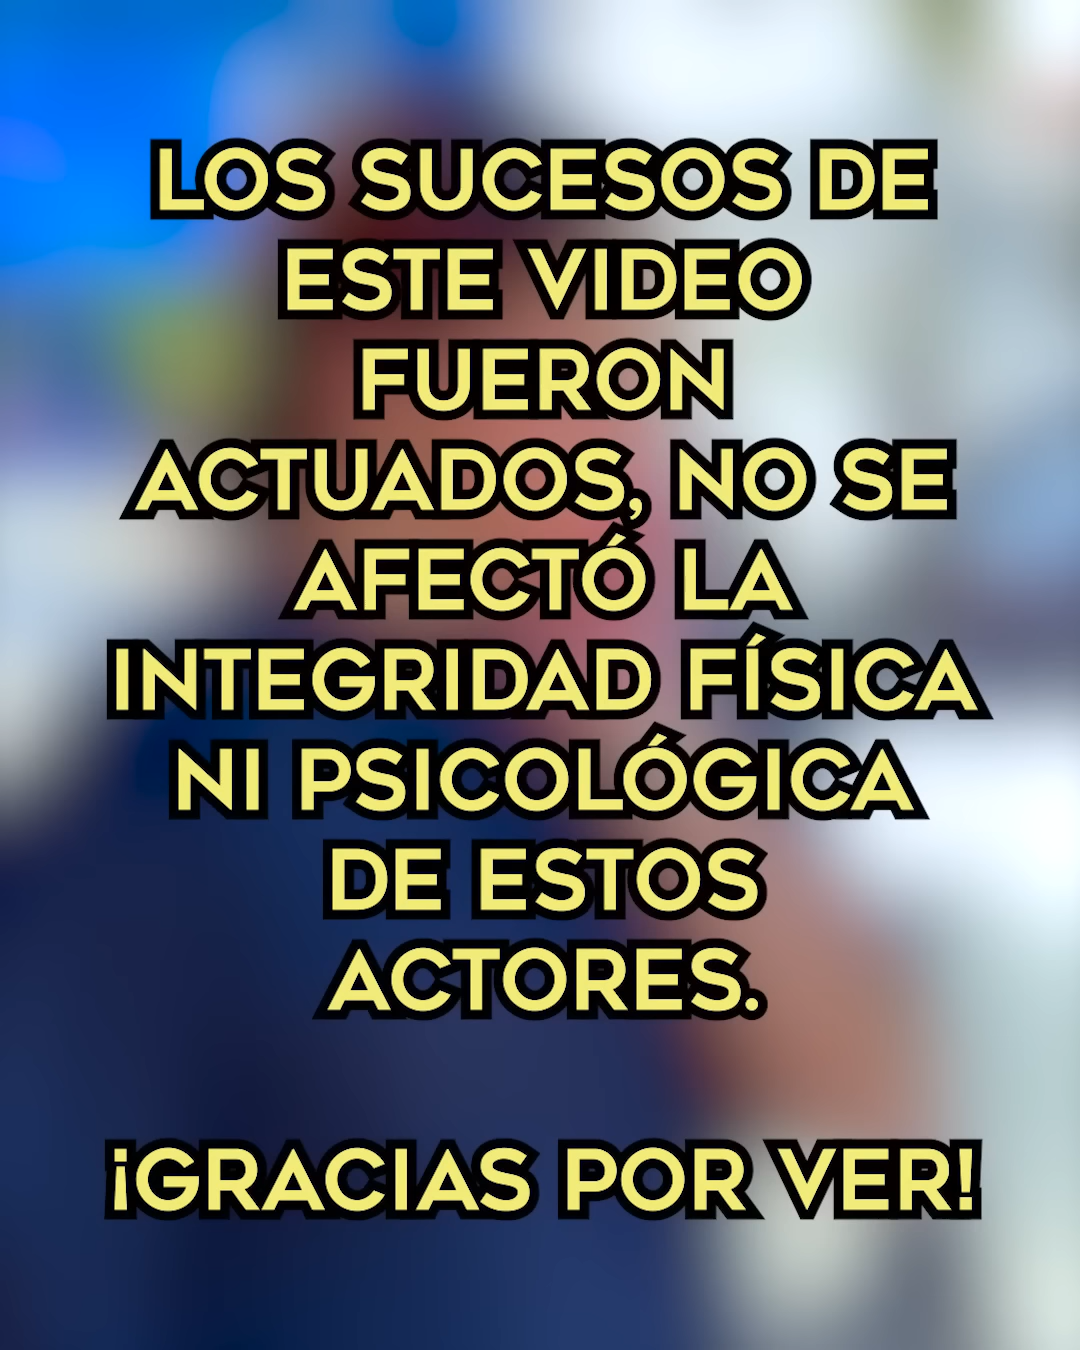 LOS SUCESOS DE
ESTE VIDEO
FUERON
ACTUADOS, NO SE
AFECTÓ LA
INTEGRIDAD FÍSICA
NI PSICOLÓGICA
DE ESTOS
ACTORES.
¡GRACIAS POR VER!